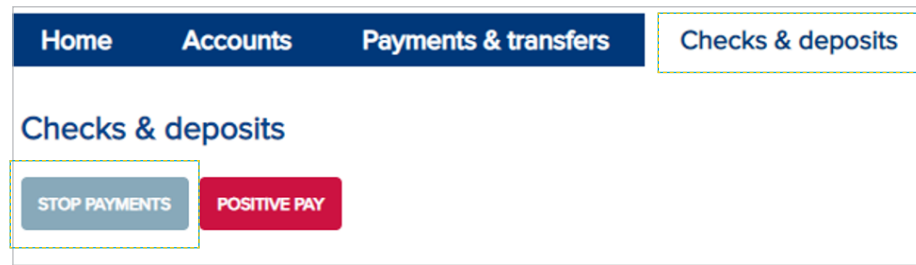 Home Accounts Payments & transfers Checks & deposits
Checks & deposits
STOP PAYMENTS POSITIVE PAY